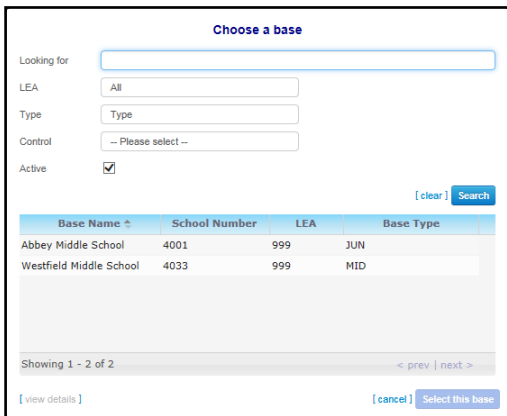 Choose a base
Looking for
LEA All
Type Type
Control -- Please select --
Active
[ clear ] Search
Base Name School Number LEA Base Type
Abbey Middle School 4001 999 JUN
Westfield Middle School 4033 999 MID
Showing 1 - 2 of 2 < prev | next >
[ view details ] [ cancel ] Select this base